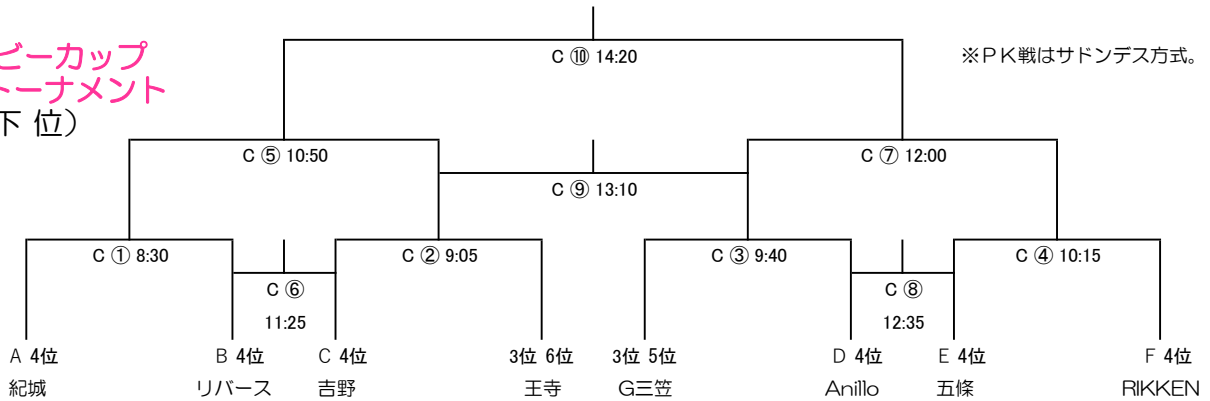 C ⑩ 14:20
※PK戦はサドンデス方式。
ビーカップ
トーナメント
下 位）
C ⑤ 10:50
C ⑦ 12:00
C ⑨ 13:10
C ① 8:30
C ② 9:05
C ③ 9:40
C ④ 10:15
C ⑥
C ⑧
11:25
12:35
A 4位 B 4位 C 4位 3位 6位 3位 5位 D 4位 E 4位 F 4位
紀城 リバース 吉野 王寺 G三笠 Anillo 五條 RIKKEN